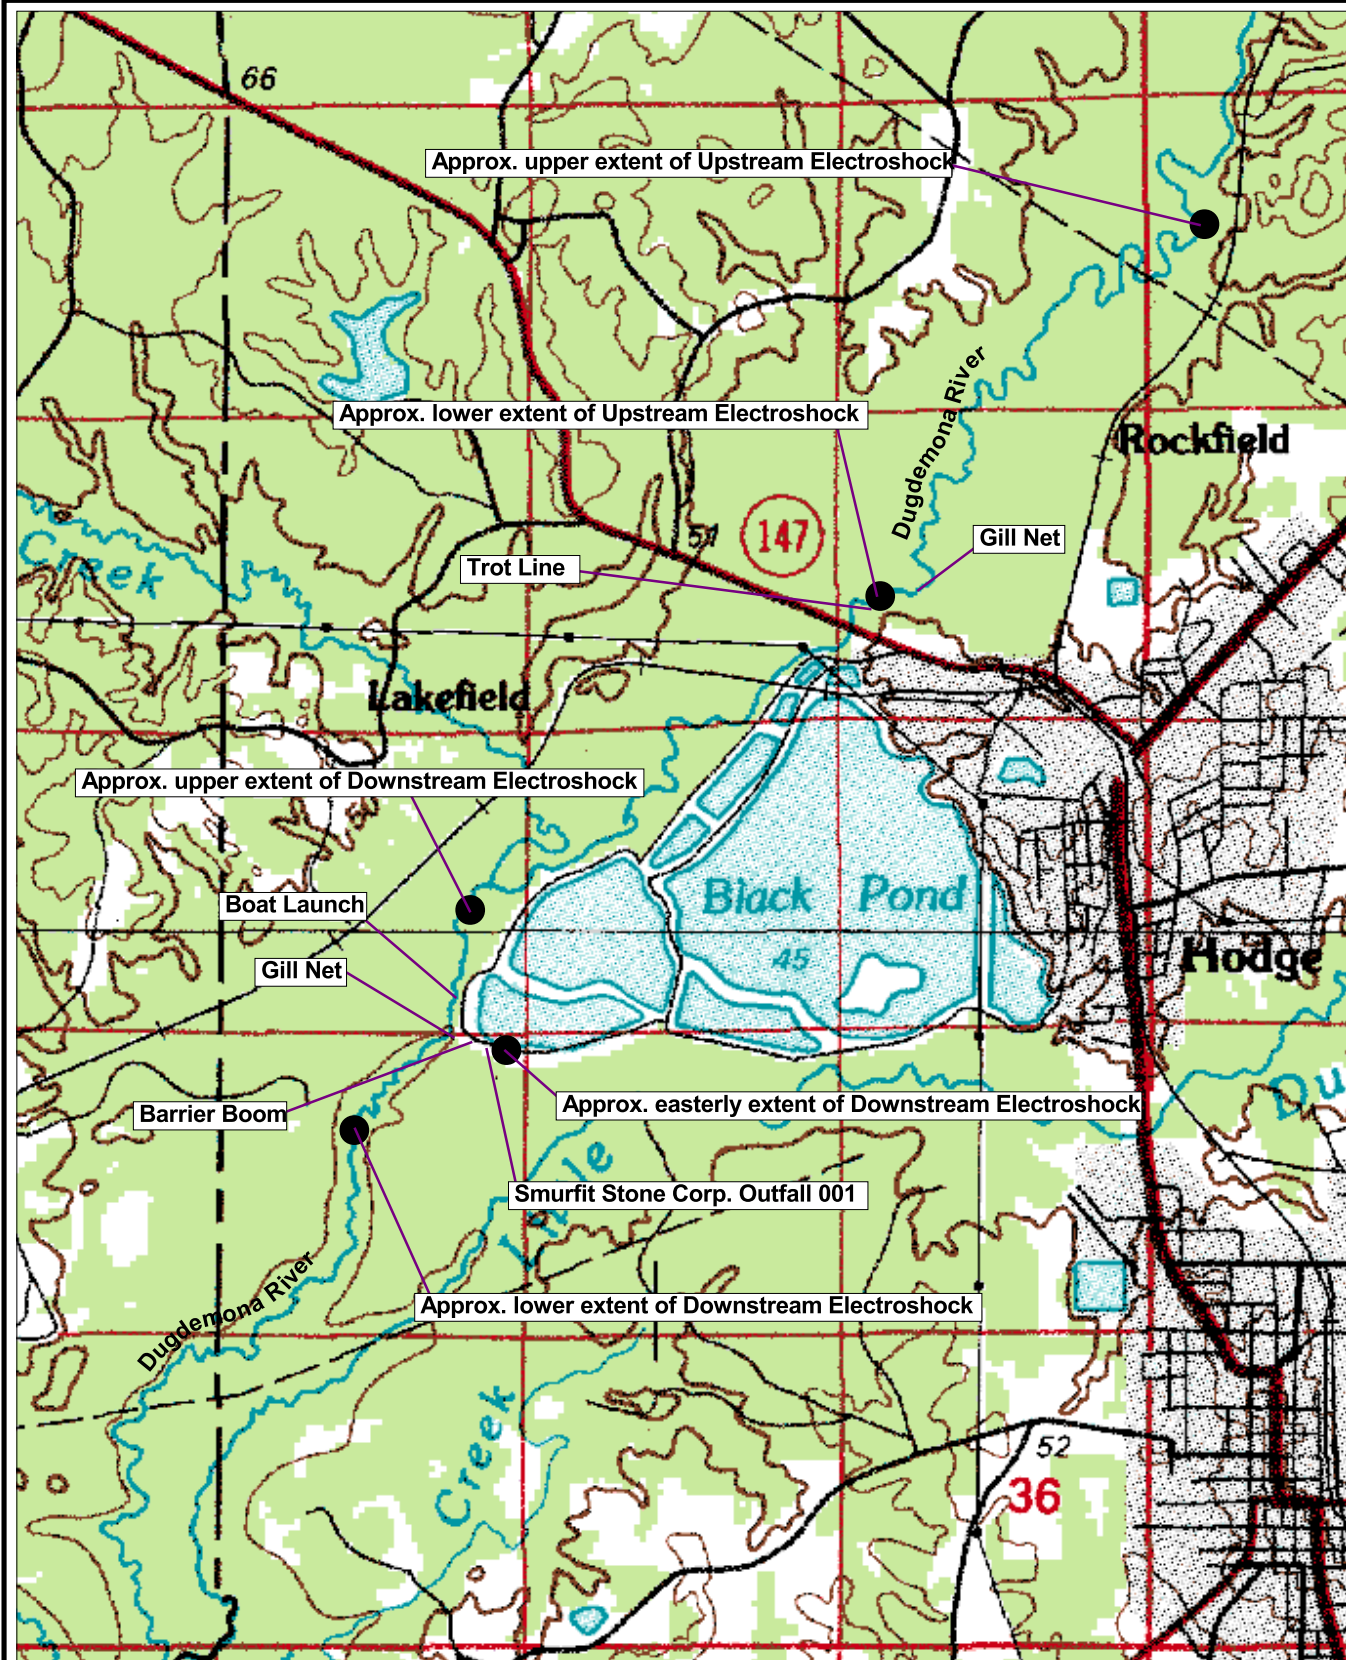 66
Approx. upper extent of Upstream Electroshock
Dugdemona River
Approx. lower extent of Upstream Electroshock
Rockfield
147
Gill Net
Trot Line
Creek
Lakefield
Approx. upper extent of Downstream Electroshock
Black Pond
45
Boat Launch
Hodge
Gill Net
Barrier Boom
Approx. easterly extent of Downstream Electroshock
Du
Smurfit Stone Corp. Outfall 001
Dugdemona River
Approx. lower extent of Downstream Electroshock
Creek
52
36